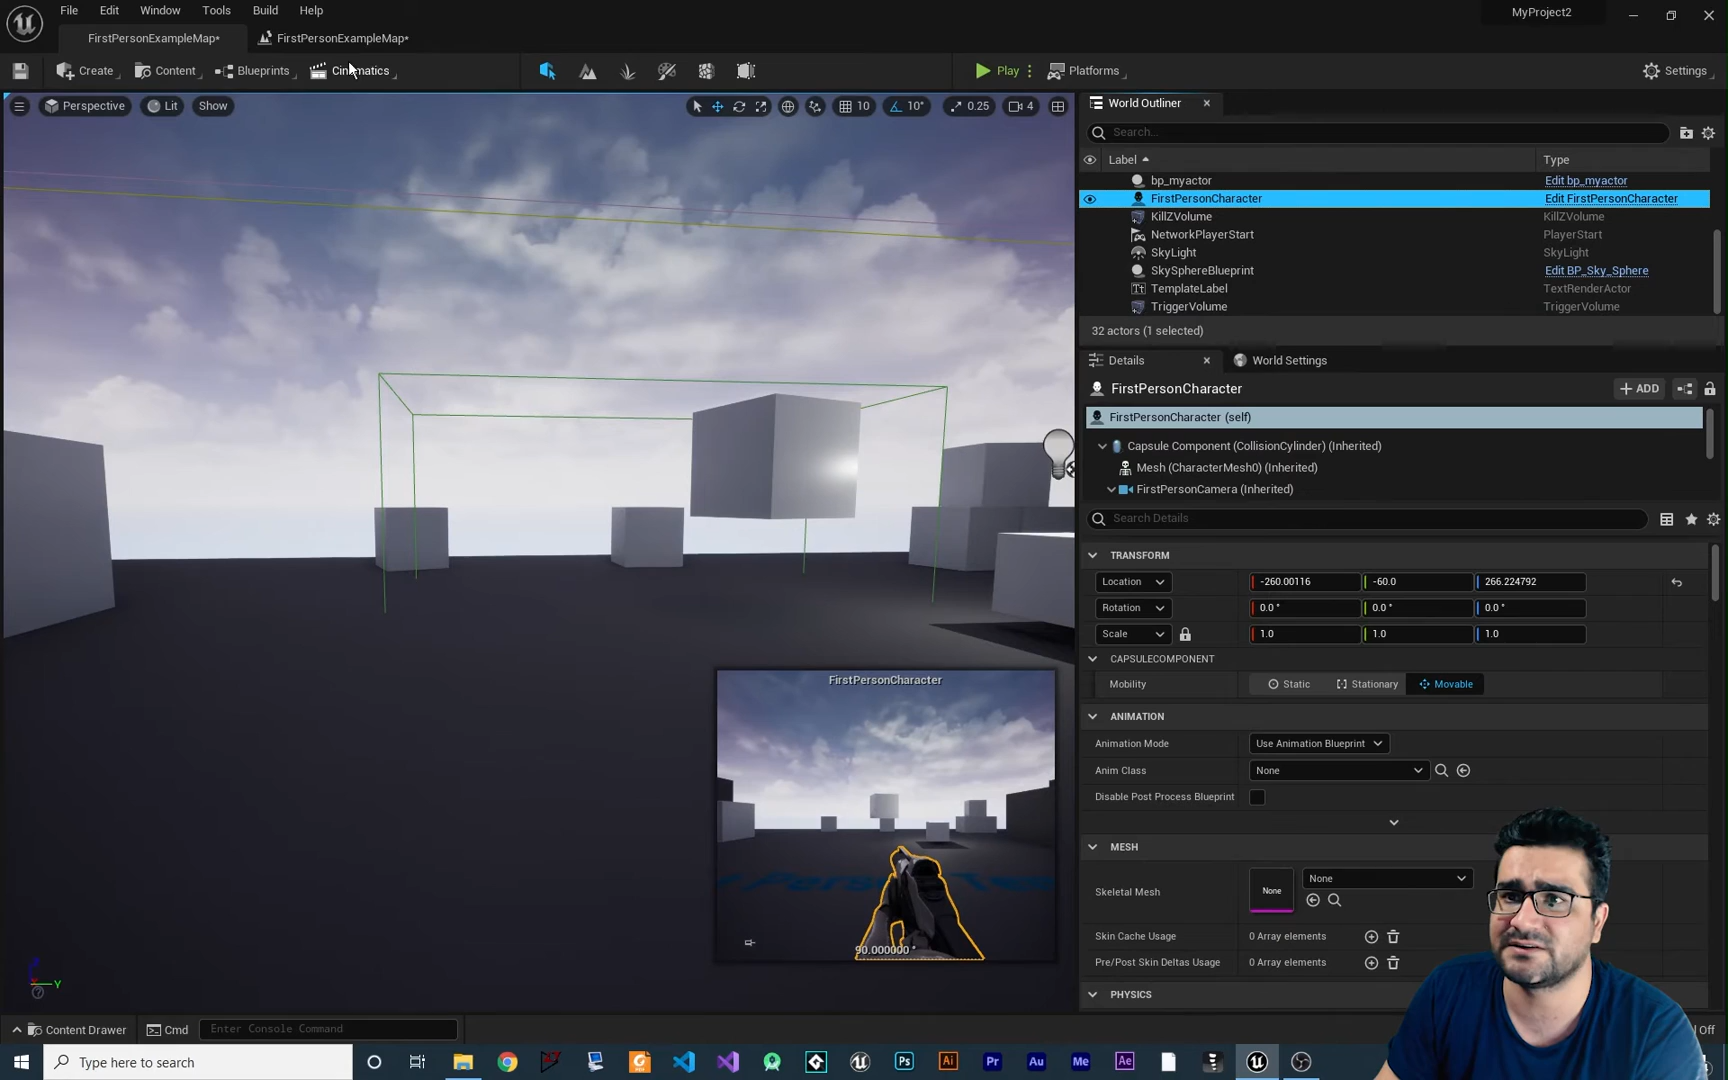 File Edit Window Tools Build Help
MyProject2
FirstPersonExampleMap* FirstPersonExampleMap*
Create Content Blueprints Cinematics Play Platforms Settings
Perspective Lit Show 10 10° 0.25 4
World Outliner
Search...
Label Type
bp_myactor Edit bp_myactor
FirstPersonCharacter Edit FirstPersonCharacter
KillZVolume KillZVolume
NetworkPlayerStart PlayerStart
SkyLight SkyLight
SkySphereBlueprint Edit BP_Sky_Sphere
TemplateLabel TextRenderActor
TriggerVolume TriggerVolume
32 actors (1 selected)
Details World Settings
FirstPersonCharacter ADD
FirstPersonCharacter (self)
Capsule Component (CollisionCylinder) (Inherited)
Mesh (CharacterMesh0) (Inherited)
FirstPersonCamera (Inherited)
Search Details
TRANSFORM
Location -260.00116 -60.0 266.224792
Rotation 0.0 ° 0.0 ° 0.0 °
Scale 1.0 1.0 1.0
CAPSULECOMPONENT
Mobility Static Stationary Movable
ANIMATION
Animation Mode Use Animation Blueprint
Anim Class None
Disable Post Process Blueprint
MESH
Skeletal Mesh None None
Skin Cache Usage 0 Array elements
Pre/Post Skin Deltas Usage 0 Array elements
PHYSICS
FirstPersonCharacter
90.000000 °
Y
Content Drawer Cmd Enter Console Command Off
Type here to search
Ps Ai Pr Au Me Ae